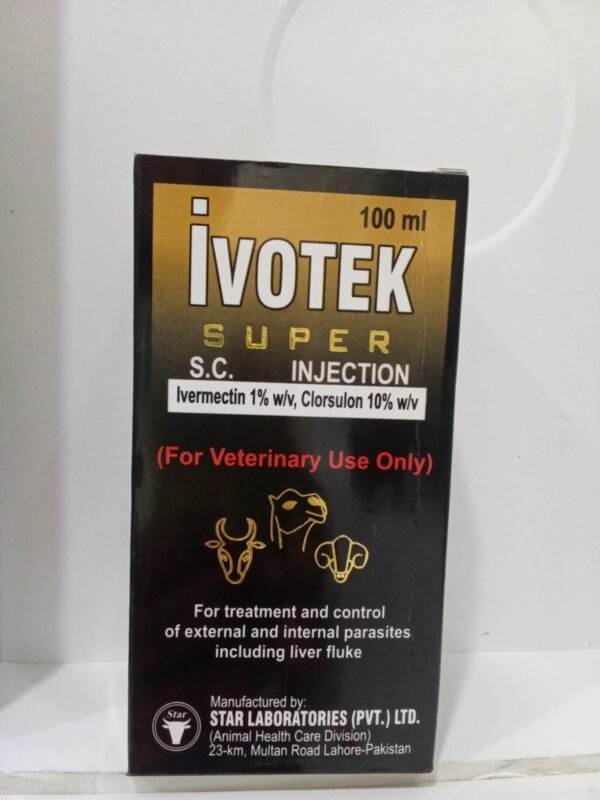 100 ml
İVOTEK
SUPER
S.C. INJECTION
Ivermectin 1% w/v, Clorsulon 10% w/v
(For Veterinary Use Only)
For treatment and control
of external and internal parasites
including liver fluke
Star
Manufactured by:
STAR LABORATORIES (PVT.) LTD.
(Animal Health Care Division)
23-km, Multan Road Lahore-Pakistan